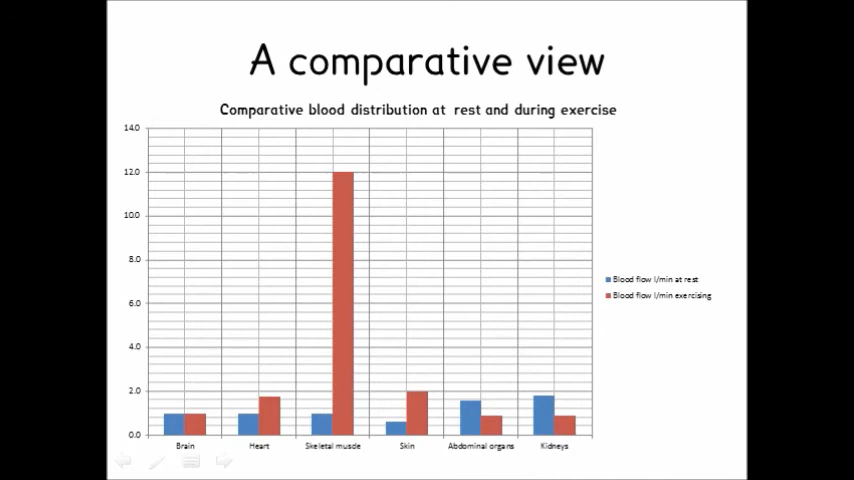 A comparative view
Comparative blood distribution at rest and during exercise
14.0
12.0
10.0
8.0
6.0
4.0
2.0
0.0
Brain Heart Skeletal muscle Skin Abdominal organs Kidneys
Blood flow l/min at rest
Blood flow l/min exercising